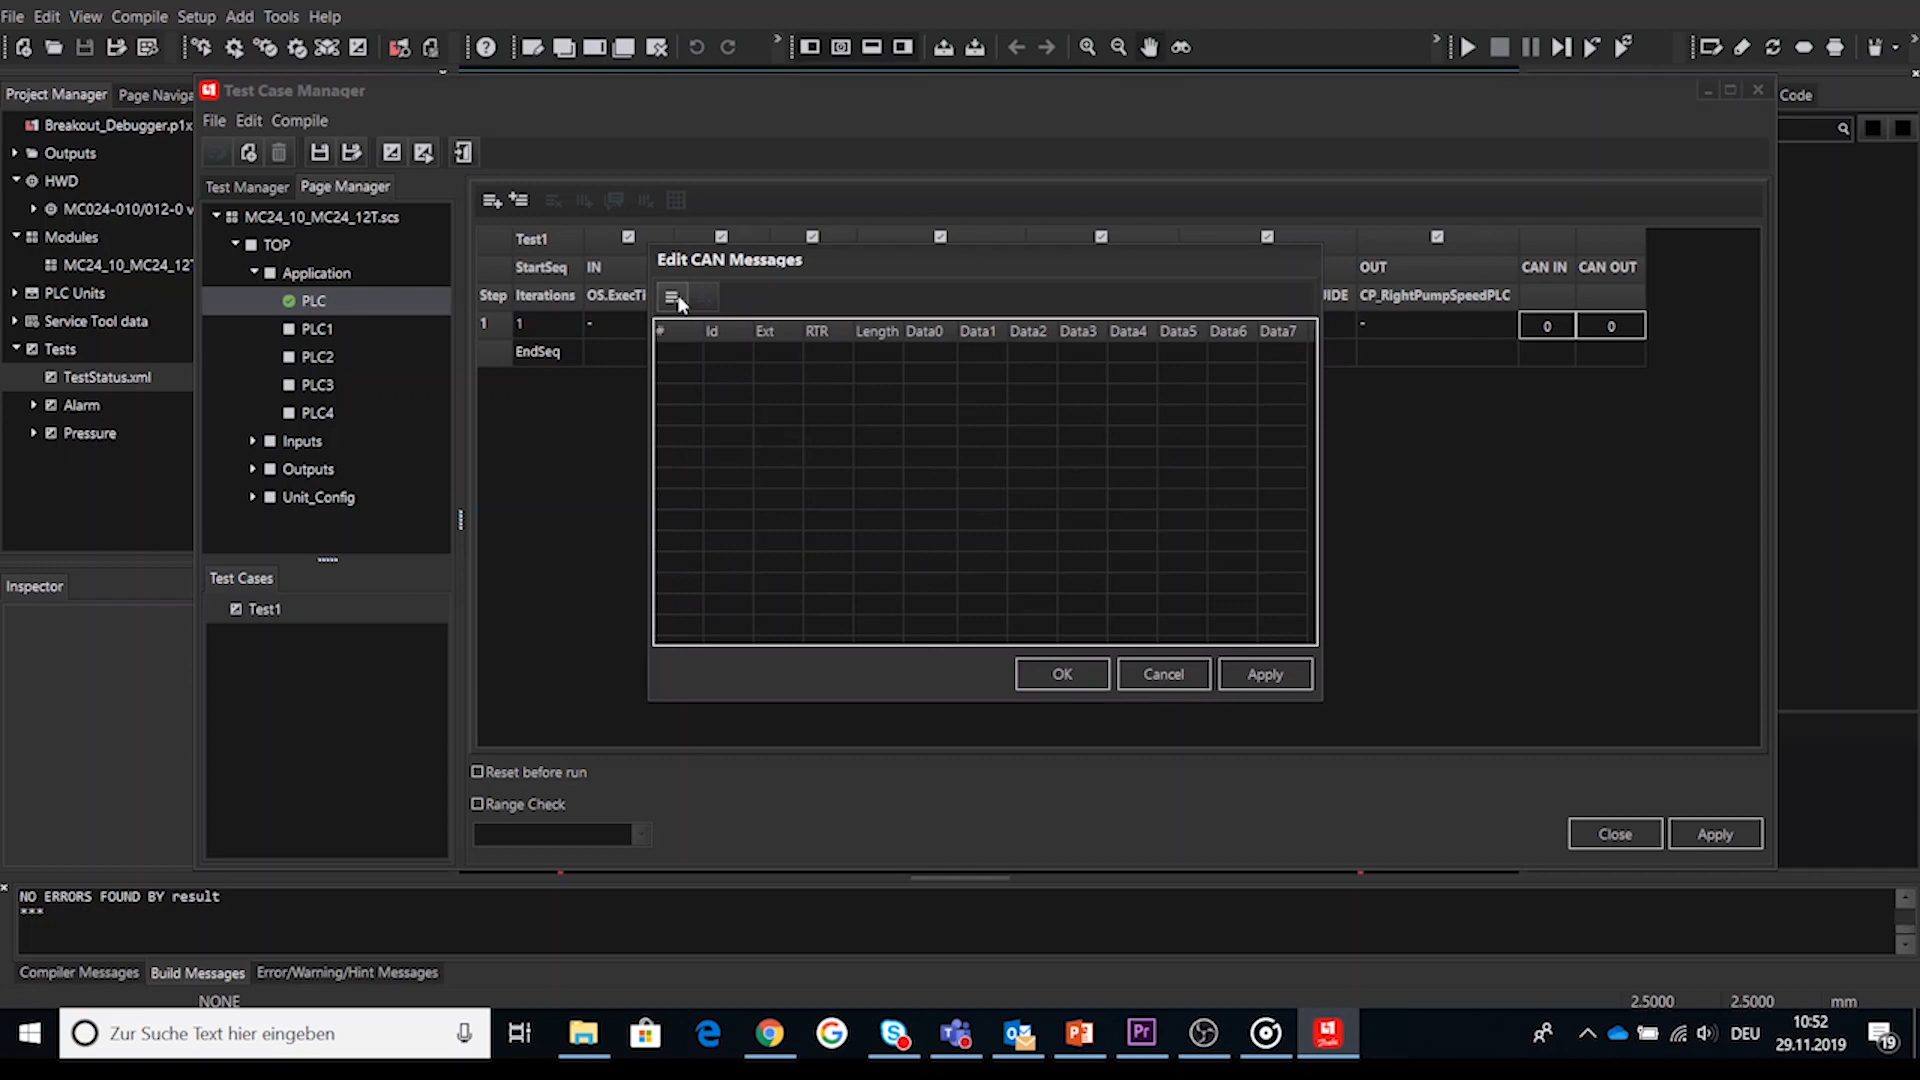 File Edit View Compile Setup Add Tools Help
Project Manager Page Naviga
Test Case Manager
Code
Breakout_Debugger.p1x
Outputs
HWD
MC024-010/012-0 v
Modules
MC24_10_MC24_12T
PLC Units
Service Tool data
Tests
TestStatus.xml
Alarm
Pressure
Inspector
File Edit Compile
Test Manager Page Manager
MC24_10_MC24_12T.scs
TOP
Application
PLC
PLC1
PLC2
PLC3
PLC4
Inputs
Outputs
Unit_Config
Test Cases
Test1
Test1
StartSeq IN OUT CAN IN CAN OUT
Step Iterations OS.ExecTi UIDE CP_RightPumpSpeedPLC
1 1 - - 0 0
EndSeq
Edit CAN Messages
# Id Ext RTR Length Data0 Data1 Data2 Data3 Data4 Data5 Data6 Data7
OK Cancel Apply
Reset before run
Range Check
Close Apply
NO ERRORS FOUND BY result
***
Compiler Messages Build Messages Error/Warning/Hint Messages
NONE 2.5000 2.5000 mm
Zur Suche Text hier eingeben
Pr
DEU
10:52
29.11.2019
19